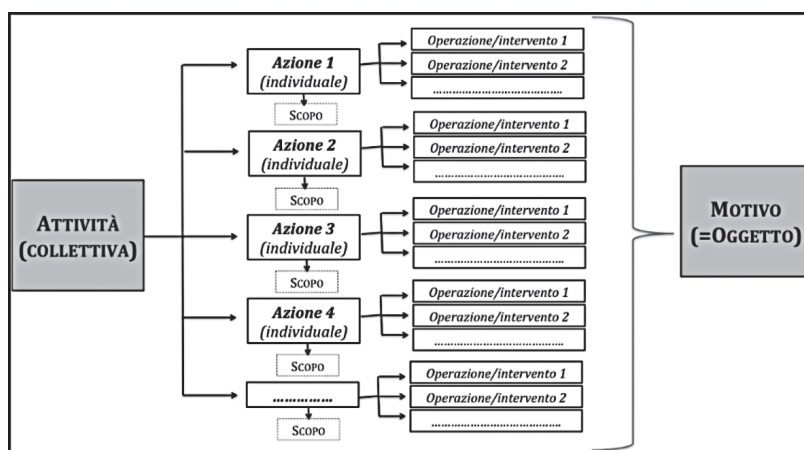 ATTIVITÀ
(COLLETTIVA)
Azione 1
(individuale)
SCOPO
Operazione/intervento 1
Operazione/intervento 2
……………………………………
Azione 2
(individuale)
SCOPO
Operazione/intervento 1
Operazione/intervento 2
……………………………………
Azione 3
(individuale)
SCOPO
Operazione/intervento 1
Operazione/intervento 2
……………………………………
Azione 4
(individuale)
SCOPO
Operazione/intervento 1
Operazione/intervento 2
……………………………………
……………
SCOPO
Operazione/intervento 1
Operazione/intervento 2
……………………………………
MOTIVO
(=OGGETTO)